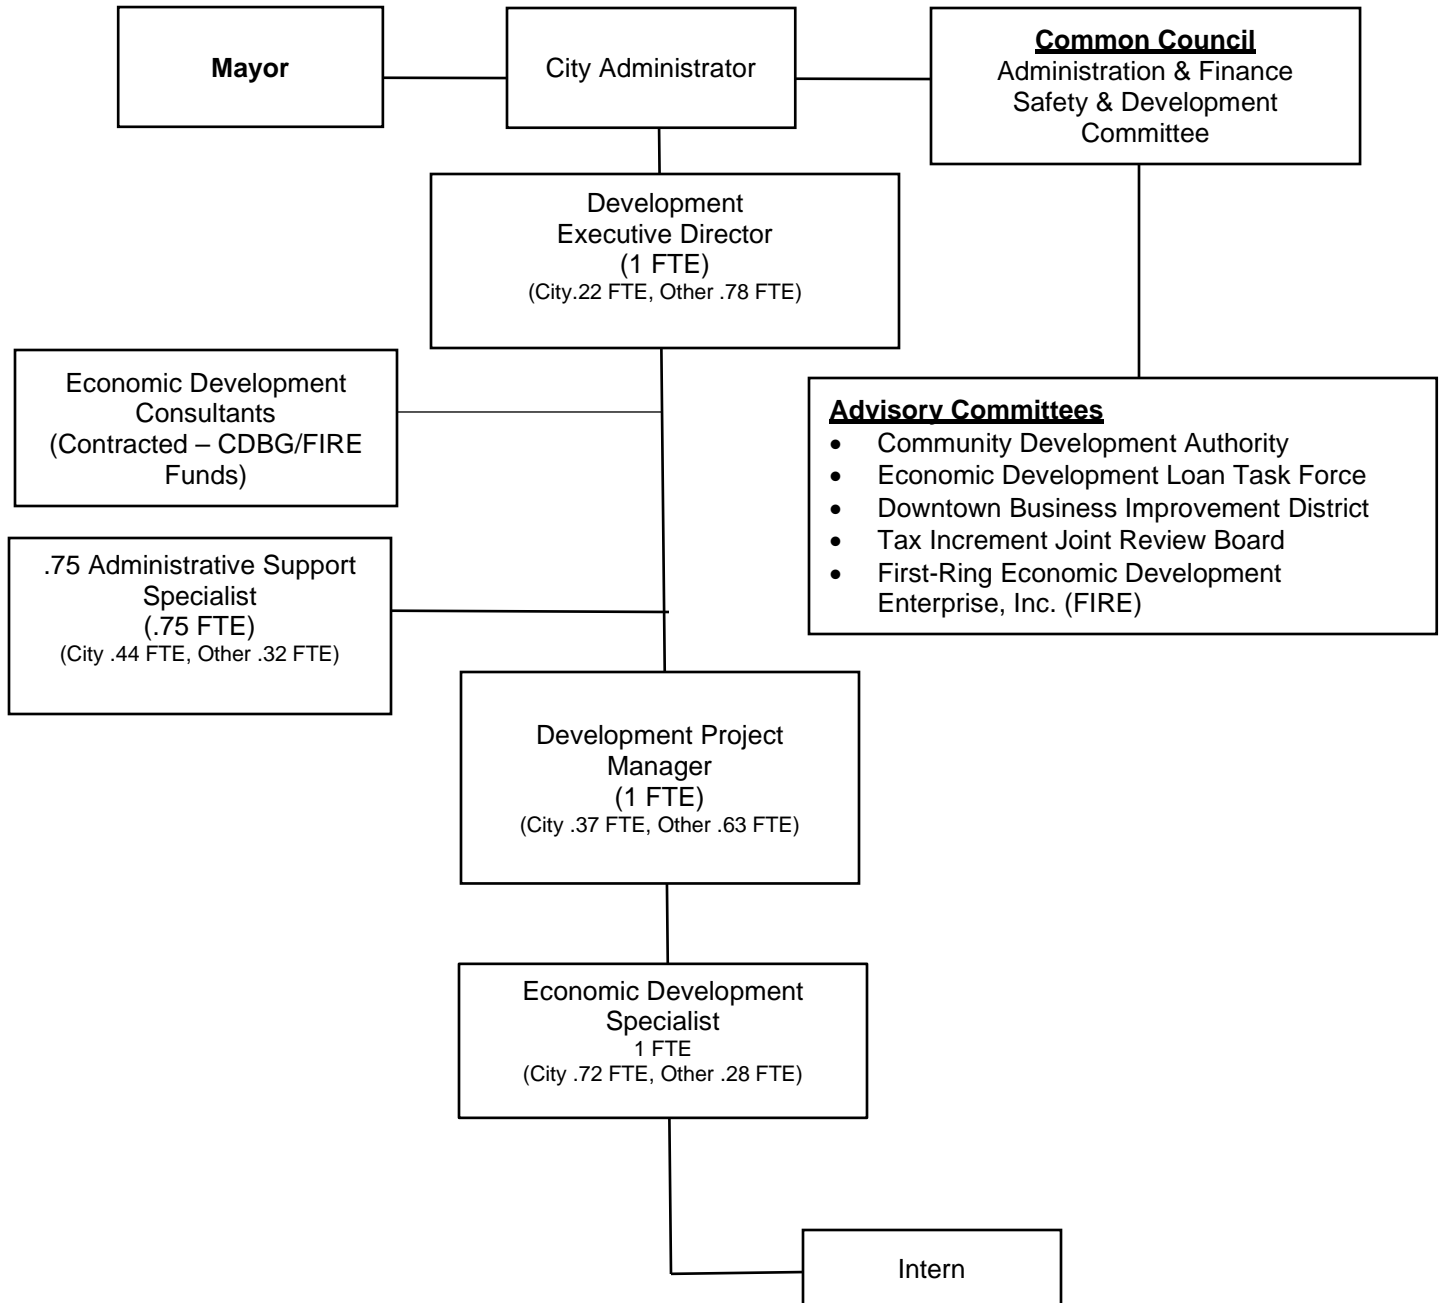 Mayor
City Administrator
Common Council
Administration & Finance
Safety & Development
Committee
Development
Executive Director
(1 FTE)
(City.22 FTE, Other .78 FTE)
Economic Development
Consultants
(Contracted – CDBG/FIRE
Funds)
Advisory Committees
• Community Development Authority
• Economic Development Loan Task Force
• Downtown Business Improvement District
• Tax Increment Joint Review Board
• First-Ring Economic Development
Enterprise, Inc. (FIRE)
.75 Administrative Support
Specialist
(.75 FTE)
(City .44 FTE, Other .32 FTE)
Development Project
Manager
(1 FTE)
(City .37 FTE, Other .63 FTE)
Economic Development
Specialist
1 FTE
(City .72 FTE, Other .28 FTE)
Intern